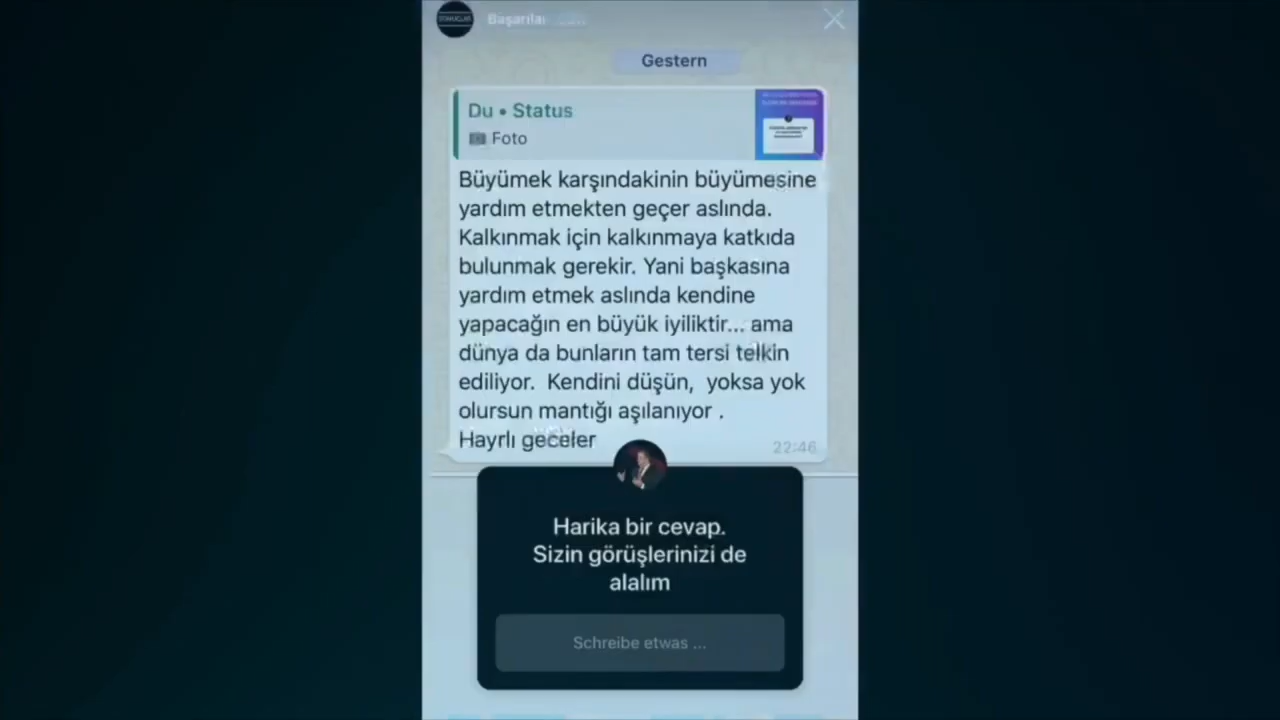 Gestern
Du • Status
Foto
Büyümek karşındakinin büyümesine
yardım etmekten geçer aslında.
Kalkınmak için kalkınmaya katkıda
bulunmak gerekir. Yani başkasına
yardım etmek aslında kendine
yapacağın en büyük iyiliktir... ama
dünya da bunların tam tersi telkin
ediliyor.  Kendini düşün,  yoksa yok
olursun mantığı aşılanıyor .
Hayrlı geceler
22:46
Harika bir cevap.
Sizin görüşlerinizi de
alalım
Schreibe etwas ...